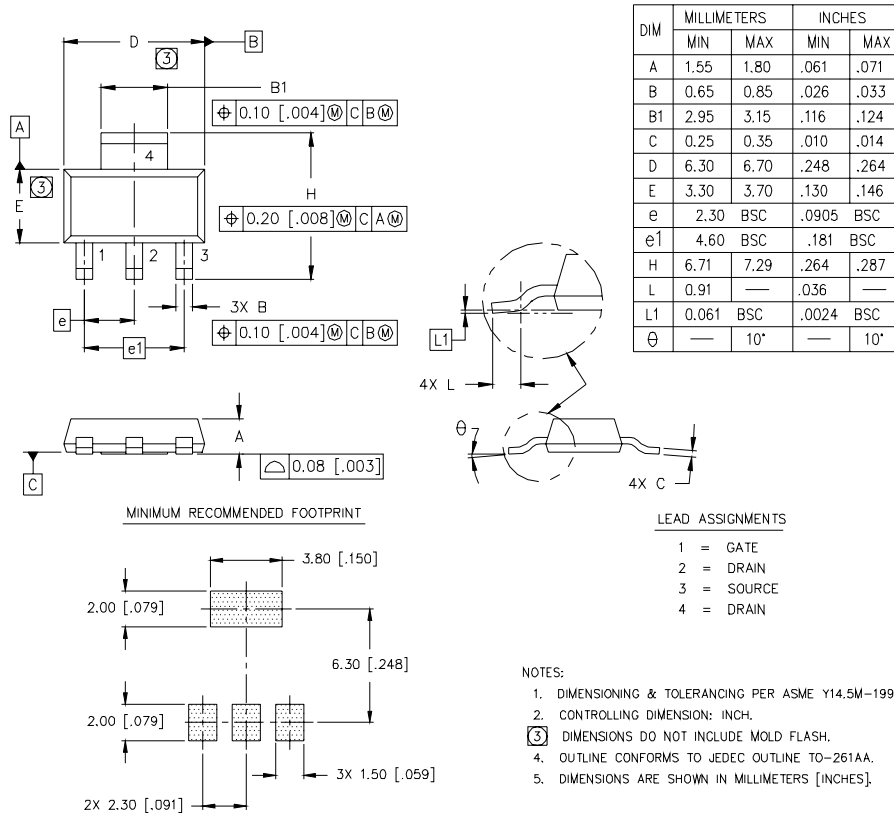 D
B
3
B1
⌖ 0.10 [.004]Ⓜ C BⓂ
A
4
3
E
H
⌖ 0.20 [.008]Ⓜ C AⓂ
1 2 3
3X B
e
⌖ 0.10 [.004]Ⓜ C BⓂ
e1
L1
4X L
A
θ
⌓ 0.08 [.003]
C
4X C
DIM MILLIMETERS INCHES
MIN MAX MIN MAX
A 1.55 1.80 .061 .071
B 0.65 0.85 .026 .033
B1 2.95 3.15 .116 .124
C 0.25 0.35 .010 .014
D 6.30 6.70 .248 .264
E 3.30 3.70 .130 .146
e 2.30 BSC .0905 BSC
e1 4.60 BSC .181 BSC
H 6.71 7.29 .264 .287
L 0.91 — .036 —
L1 0.061 BSC .0024 BSC
θ — 10° — 10°
MINIMUM RECOMMENDED FOOTPRINT
3.80 [.150]
2.00 [.079]
6.30 [.248]
2.00 [.079]
3X 1.50 [.059]
2X 2.30 [.091]
LEAD ASSIGNMENTS
1 = GATE
2 = DRAIN
3 = SOURCE
4 = DRAIN
NOTES:
1. DIMENSIONING & TOLERANCING PER ASME Y14.5M-199
2. CONTROLLING DIMENSION: INCH.
3 DIMENSIONS DO NOT INCLUDE MOLD FLASH.
4. OUTLINE CONFORMS TO JEDEC OUTLINE TO-261AA.
5. DIMENSIONS ARE SHOWN IN MILLIMETERS [INCHES].